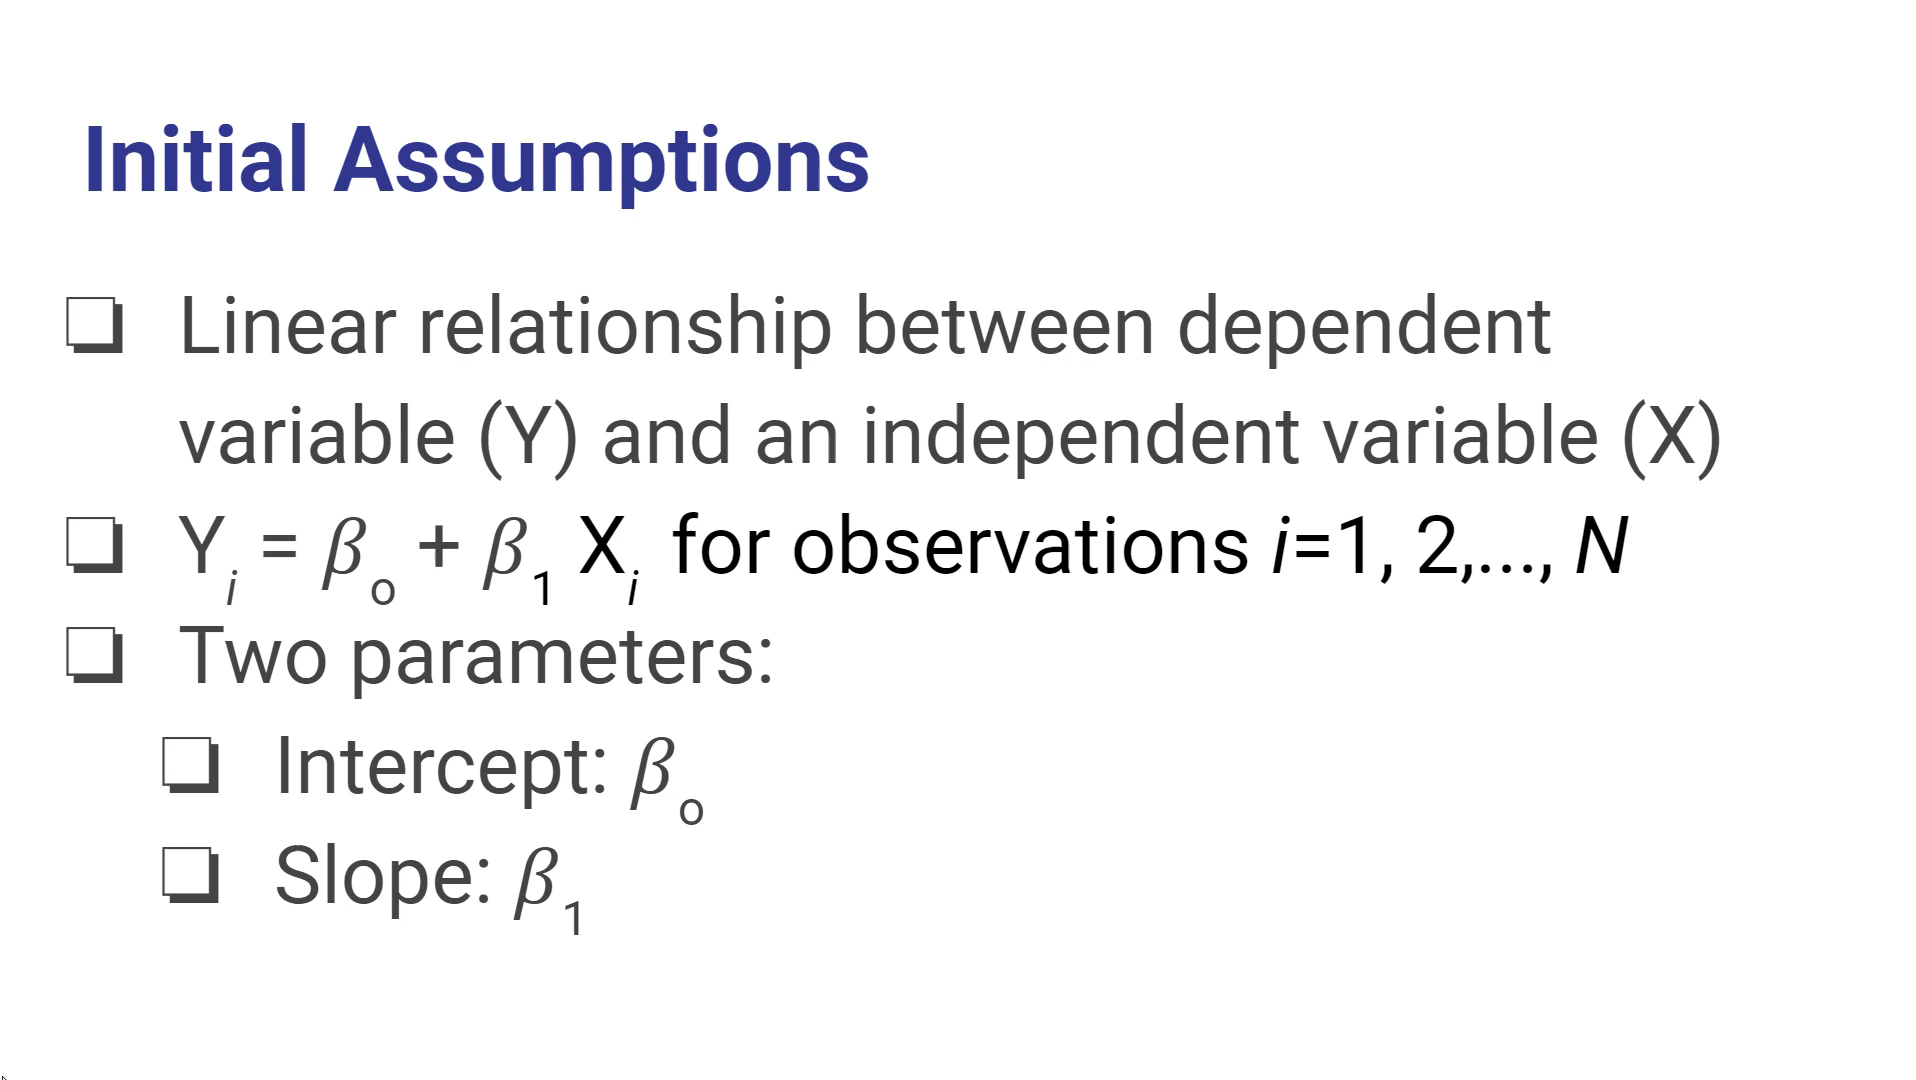 Initial Assumptions
❏ Linear relationship between dependent
variable (Y) and an independent variable (X)
❏ Yᵢ = βₒ + β₁ Xᵢ for observations i=1, 2,..., N
❏ Two parameters:
❏ Intercept: βₒ
❏ Slope: β₁